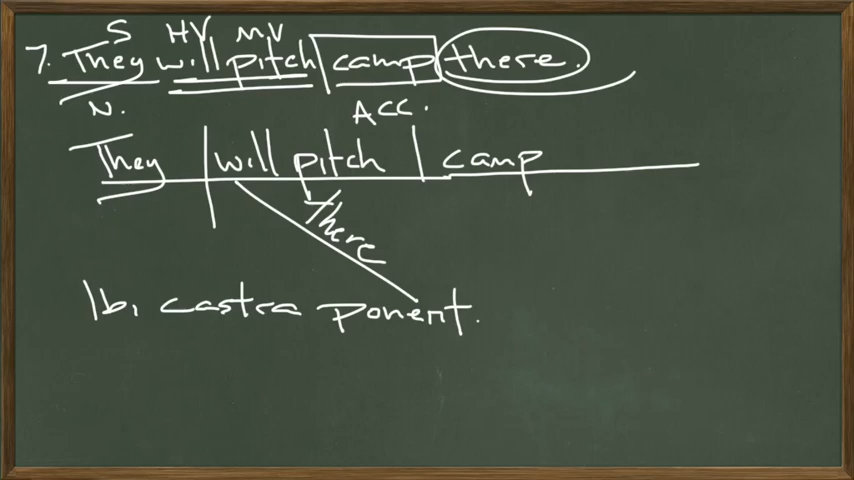 S HV MV
7. They will pitch camp there.
N. ACC.
They will pitch camp
There
Ibi castra ponent.